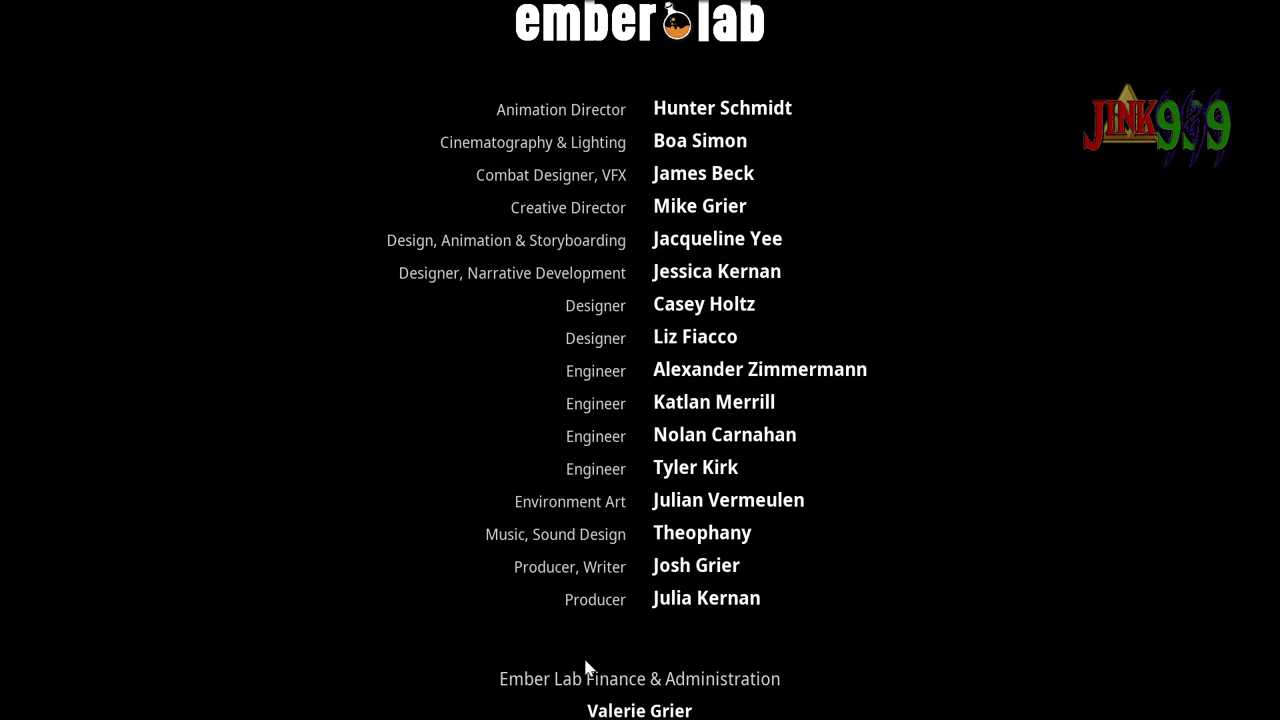 ember lab
JINK999
Animation Director Hunter Schmidt
Cinematography & Lighting Boa Simon
Combat Designer, VFX James Beck
Creative Director Mike Grier
Design, Animation & Storyboarding Jacqueline Yee
Designer, Narrative Development Jessica Kernan
Designer Casey Holtz
Designer Liz Fiacco
Engineer Alexander Zimmermann
Engineer Katlan Merrill
Engineer Nolan Carnahan
Engineer Tyler Kirk
Environment Art Julian Vermeulen
Music, Sound Design Theophany
Producer, Writer Josh Grier
Producer Julia Kernan
Ember Lab Finance & Administration
Valerie Grier